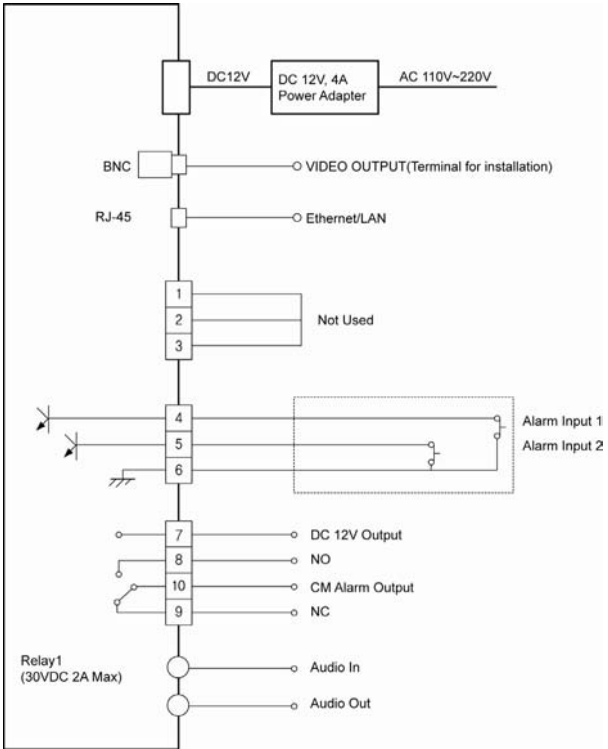 DC12V
DC 12V, 4A
Power Adapter
AC 110V~220V
BNC
VIDEO OUTPUT(Terminal for installation)
RJ-45
Ethernet/LAN
1
2
3
Not Used
4
Alarm Input 1
5
Alarm Input 2
6
7
DC 12V Output
8
NO
10
CM Alarm Output
9
NC
Relay1
(30VDC 2A Max)
Audio In
Audio Out